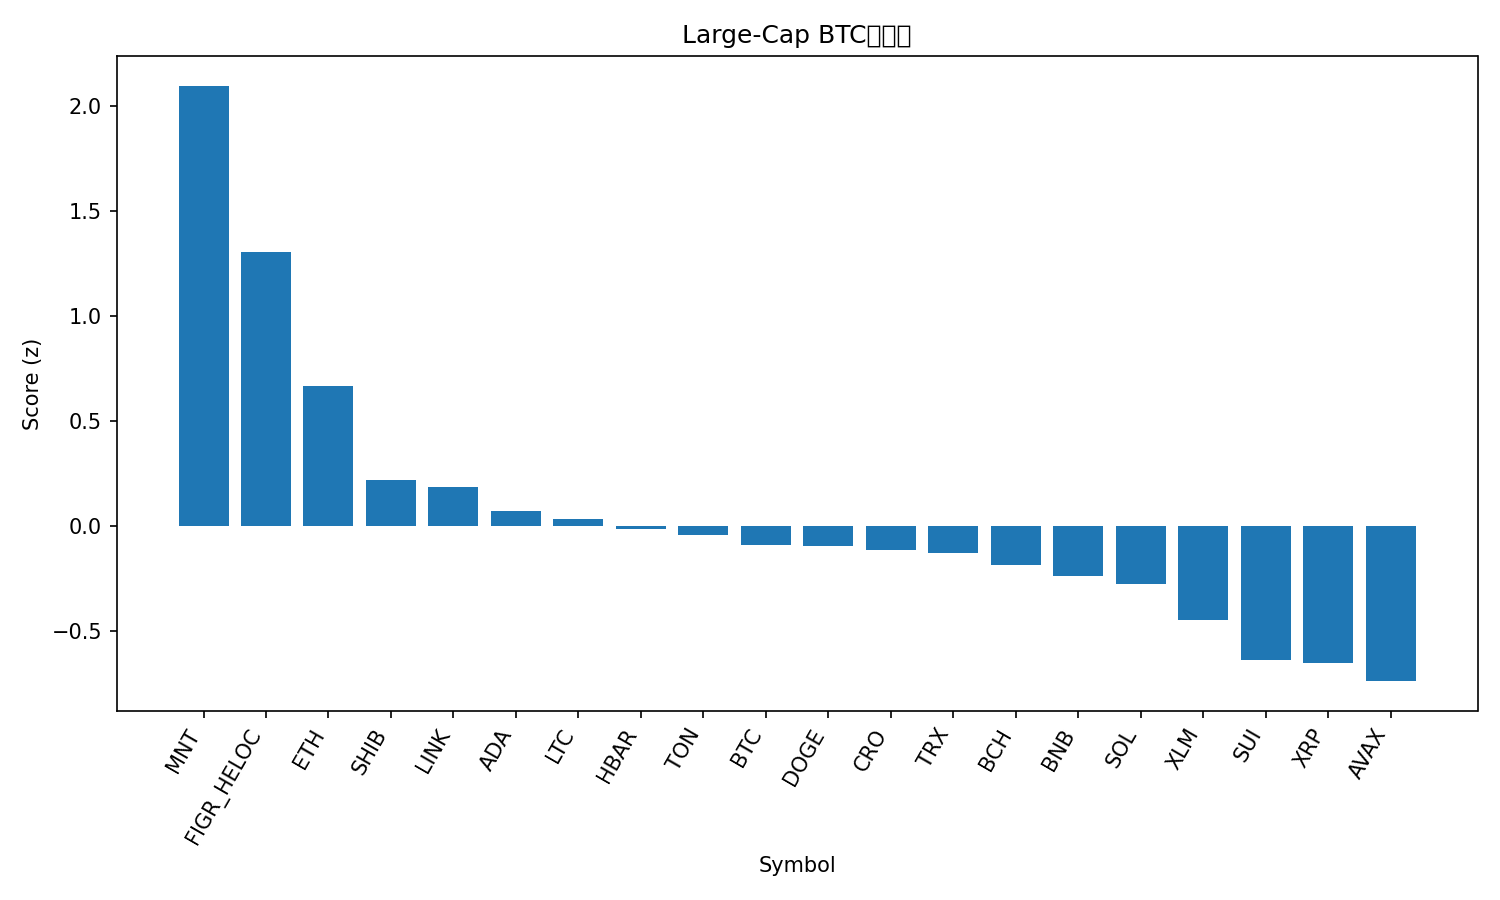 Large-Cap BTC
Score (z)
2.0
1.5
1.0
0.5
0.0
−0.5
MNT
FIGR_HELOC
ETH
SHIB
LINK
ADA
LTC
HBAR
TON
BTC
DOGE
CRO
TRX
BCH
BNB
SOL
XLM
SUI
XRP
AVAX
Symbol